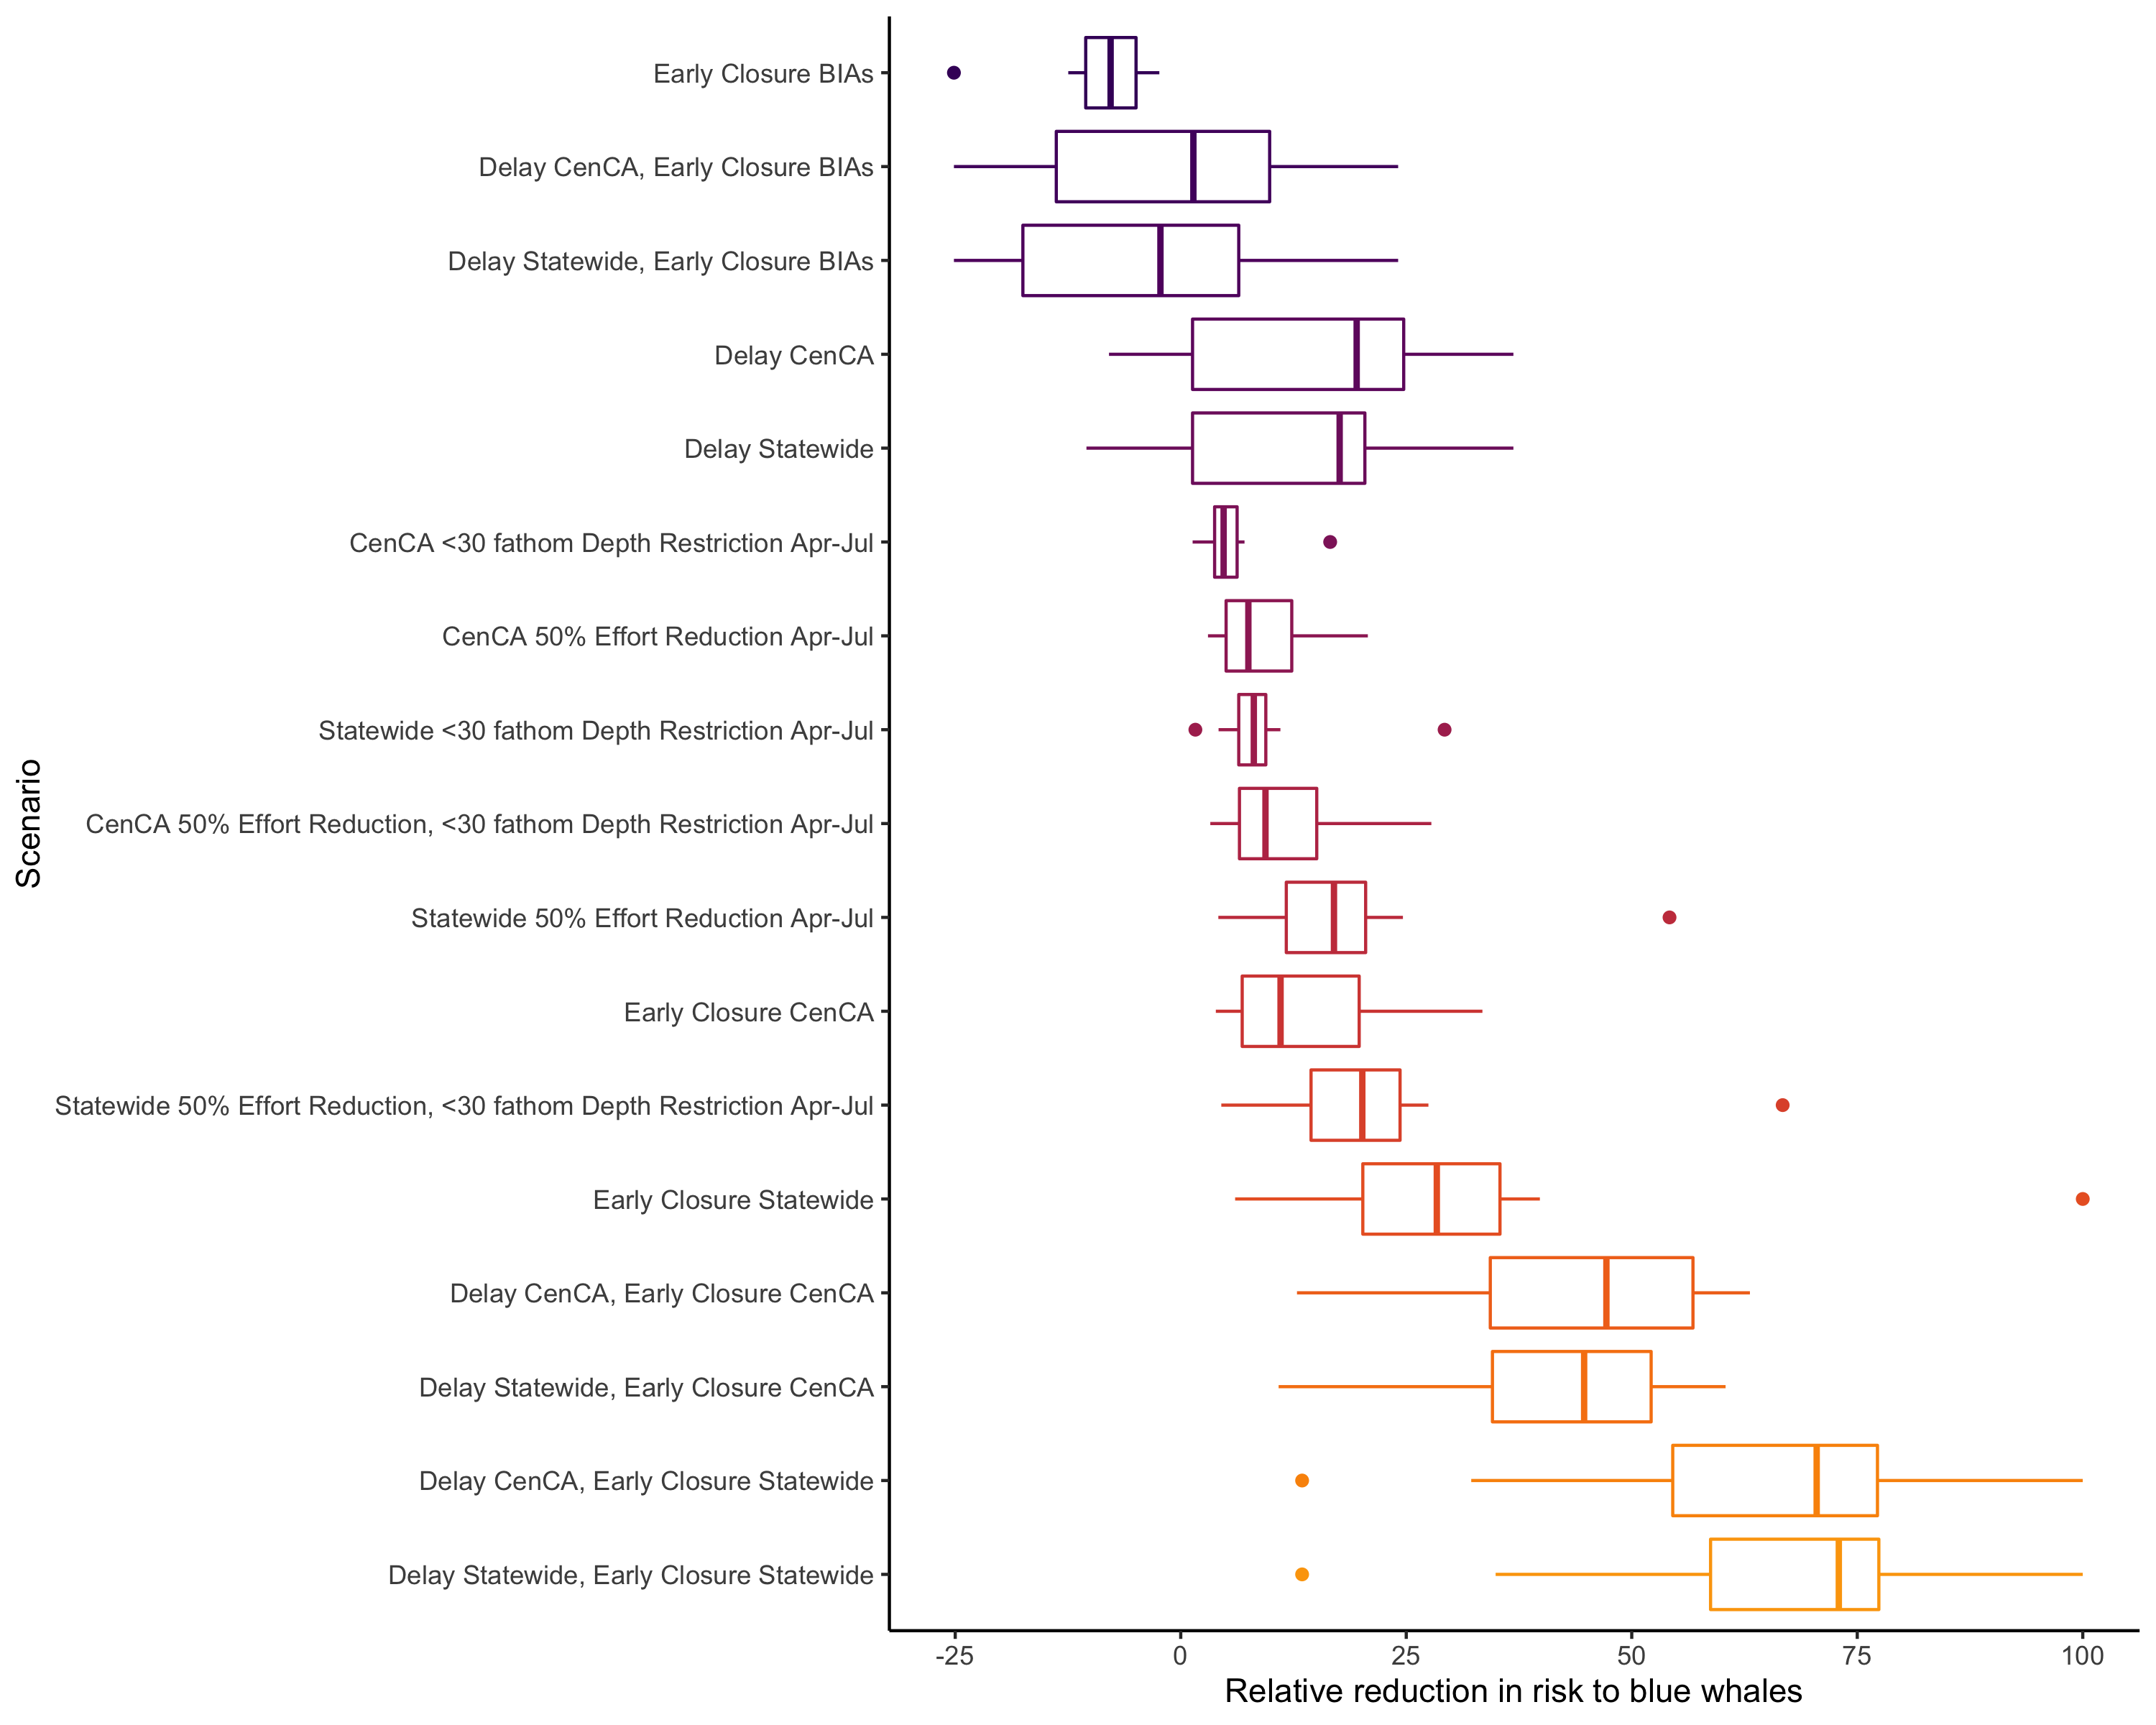 Scenario
Early Closure BIAs
Delay CenCA, Early Closure BIAs
Delay Statewide, Early Closure BIAs
Delay CenCA
Delay Statewide
CenCA <30 fathom Depth Restriction Apr-Jul
CenCA 50% Effort Reduction Apr-Jul
Statewide <30 fathom Depth Restriction Apr-Jul
CenCA 50% Effort Reduction, <30 fathom Depth Restriction Apr-Jul
Statewide 50% Effort Reduction Apr-Jul
Early Closure CenCA
Statewide 50% Effort Reduction, <30 fathom Depth Restriction Apr-Jul
Early Closure Statewide
Delay CenCA, Early Closure CenCA
Delay Statewide, Early Closure CenCA
Delay CenCA, Early Closure Statewide
Delay Statewide, Early Closure Statewide
-25 0 25 50 75 100
Relative reduction in risk to blue whales